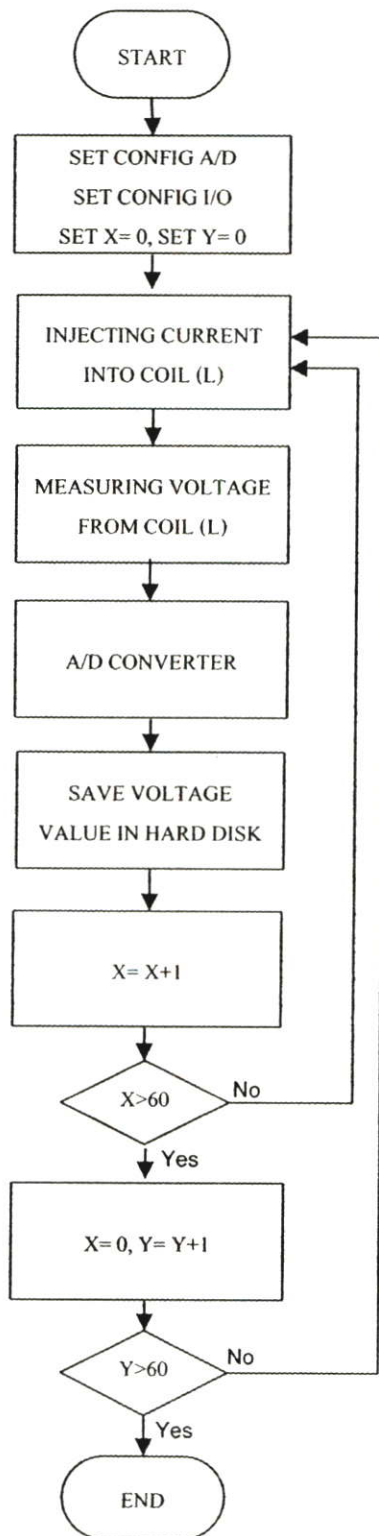 START
SET CONFIG A/D
SET CONFIG I/O
SET X= 0, SET Y= 0
INJECTING CURRENT
INTO COIL (L)
MEASURING VOLTAGE
FROM COIL (L)
A/D CONVERTER
SAVE VOLTAGE
VALUE IN HARD DISK
X= X+1
X>60
No
Yes
X= 0, Y= Y+1
Y>60
No
Yes
END